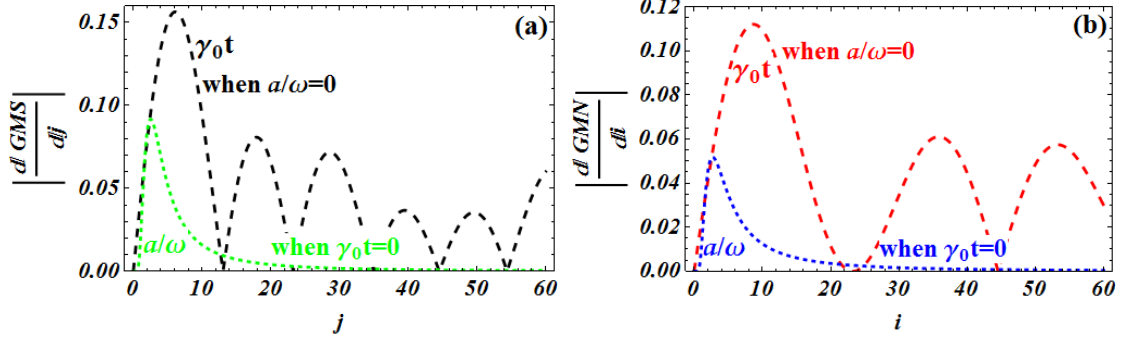 0.15
0.10
0.05
0.00
d GMS
dj
(a)
γ₀t
when a/ω=0
a/ω
when γ₀t=0
0 10 20 30 40 50 60
j
0.12
0.10
0.08
0.06
0.04
0.02
0.00
d GMN
di
(b)
γ₀t when a/ω=0
a/ω
when γ₀t=0
0 10 20 30 40 50 60
i